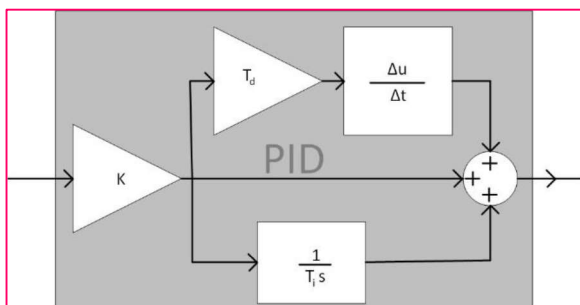 T_d
Δu
Δt
PID
K
+
+
+
1
T_i s